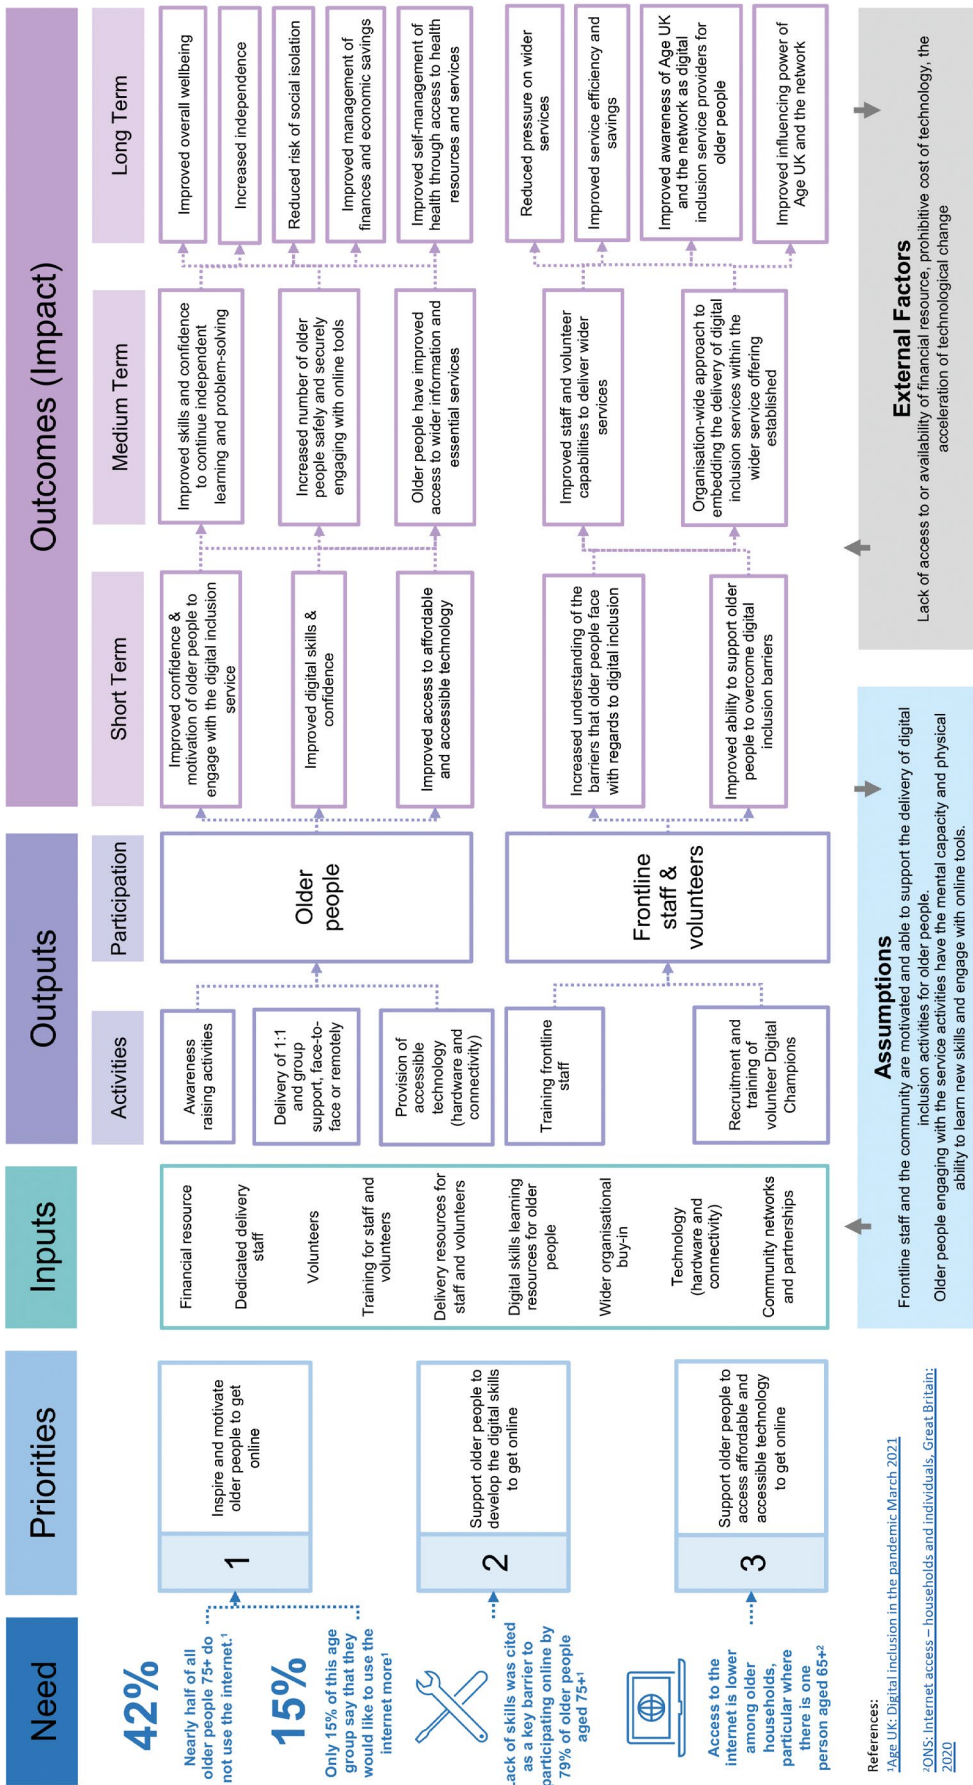 Need
Priorities
Inputs
Outputs
Outcomes (Impact)
Activities
Participation
Short Term
Medium Term
Long Term
42%
Nearly half of all
older people 75+ do
not use the internet.¹
15%
Only 15% of this age
group say that they
would like to use the
internet more¹
Lack of skills was cited
as a key barrier to
participating online by
79% of older people
aged 75+¹
Access to the
internet is lower
among older
households,
particular where
there is one
person aged 65+²
1
Inspire and motivate
older people to get
online
2
Support older people to
develop the digital skills
to get online
3
Support older people to
access affordable and
accessible technology
to get online
Financial resource
Dedicated delivery
staff
Volunteers
Training for staff and
volunteers
Delivery resources for
staff and volunteers
Digital skills learning
resources for older
people
Wider organisational
buy-in
Technology
(hardware and
connectivity)
Community networks
and partnerships
Awareness
raising activities
Delivery of 1:1
and group
support, face-to-
face or remotely
Provision of
accessible
technology
(hardware and
connectivity)
Training frontline
staff
Recruitment and
training of
volunteer Digital
Champions
Older
people
Frontline
staff &
volunteers
Improved confidence &
motivation of older people to
engage with the digital inclusion
service
Improved digital skills &
confidence
Improved access to affordable
and accessible technology
Increased understanding of the
barriers that older people face
with regards to digital inclusion
Improved ability to support older
people to overcome digital
inclusion barriers
Improved skills and confidence
to continue independent
learning and problem-solving
Increased number of older
people safely and securely
engaging with online tools
Older people have improved
access to wider information and
essential services
Improved staff and volunteer
capabilities to deliver wider
services
Organisation-wide approach to
embedding the delivery of digital
inclusion services within the
wider service offering
established
Improved overall wellbeing
Increased independence
Reduced risk of social isolation
Improved management of
finances and economic savings
Improved self-management of
health through access to health
resources and services
Reduced pressure on wider
services
Improved service efficiency and
savings
Improved awareness of Age UK
and the network as digital
inclusion service providers for
older people
Improved influencing power of
Age UK and the network
References:
¹Age UK: Digital inclusion in the pandemic March 2021
²ONS: Internet access – households and individuals, Great Britain:
2020
Assumptions
Frontline staff and the community are motivated and able to support the delivery of digital
inclusion activities for older people.
Older people engaging with the service activities have the mental capacity and physical
ability to learn new skills and engage with online tools.
External Factors
Lack of access to or availability of financial resource, prohibitive cost of technology, the
acceleration of technological change